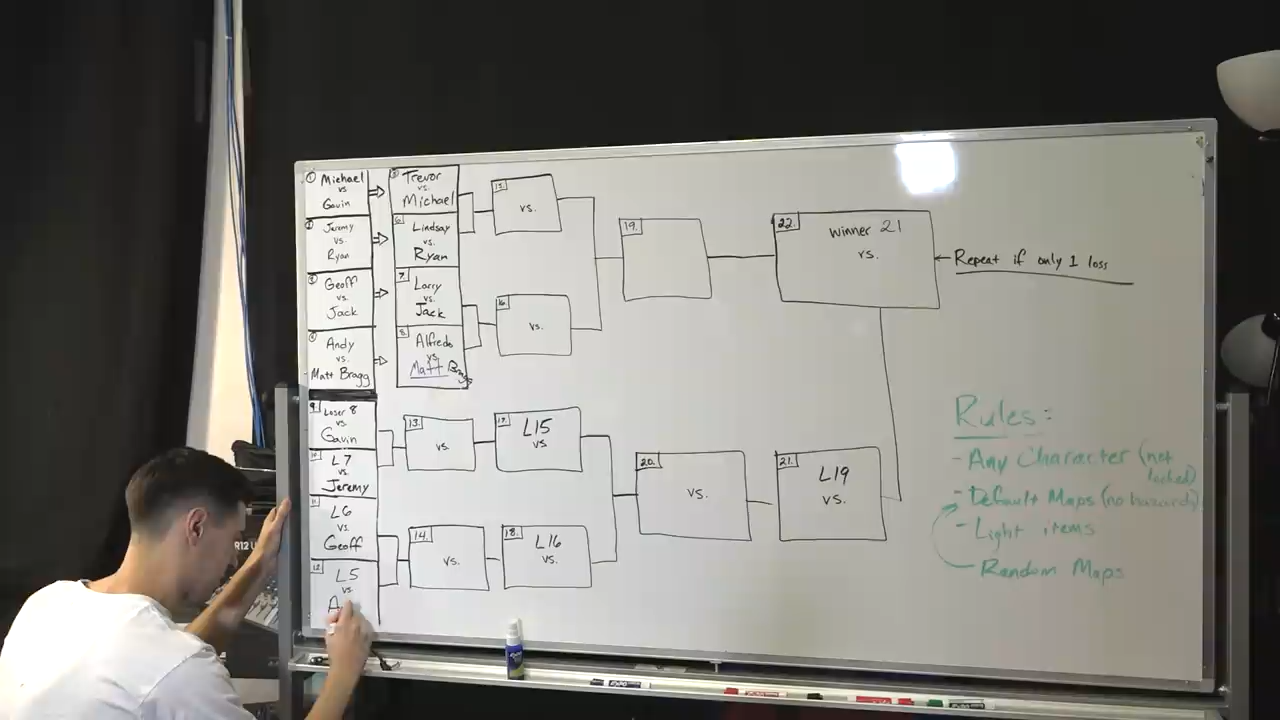 1 Michael
vs
Gavin
2 Jeremy
vs.
Ryan
3 Geoff
vs.
Jack
4 Andy
vs.
Matt Bragg
5 Trevor
vs.
Michael
6. Lindsay
vs.
Ryan
7. Larry
vs.
Jack
8. Alfredo
vs.
Matt Bragg
15.
vs.
16.
vs.
19.
22.
winner 21
vs.
Repeat if only 1 loss
9. Loser 8
vs
Gavin
10 L7
vs.
Jeremy
11 L6
vs.
Geoff
12 L5
vs
A
13.
vs.
14.
vs.
17. L15
vs
18. L16
vs.
20.
vs.
21.
L19
vs.
Rules:
- Any Character (not
locked)
- Default Maps (no hazards)
- Light items
Random Maps